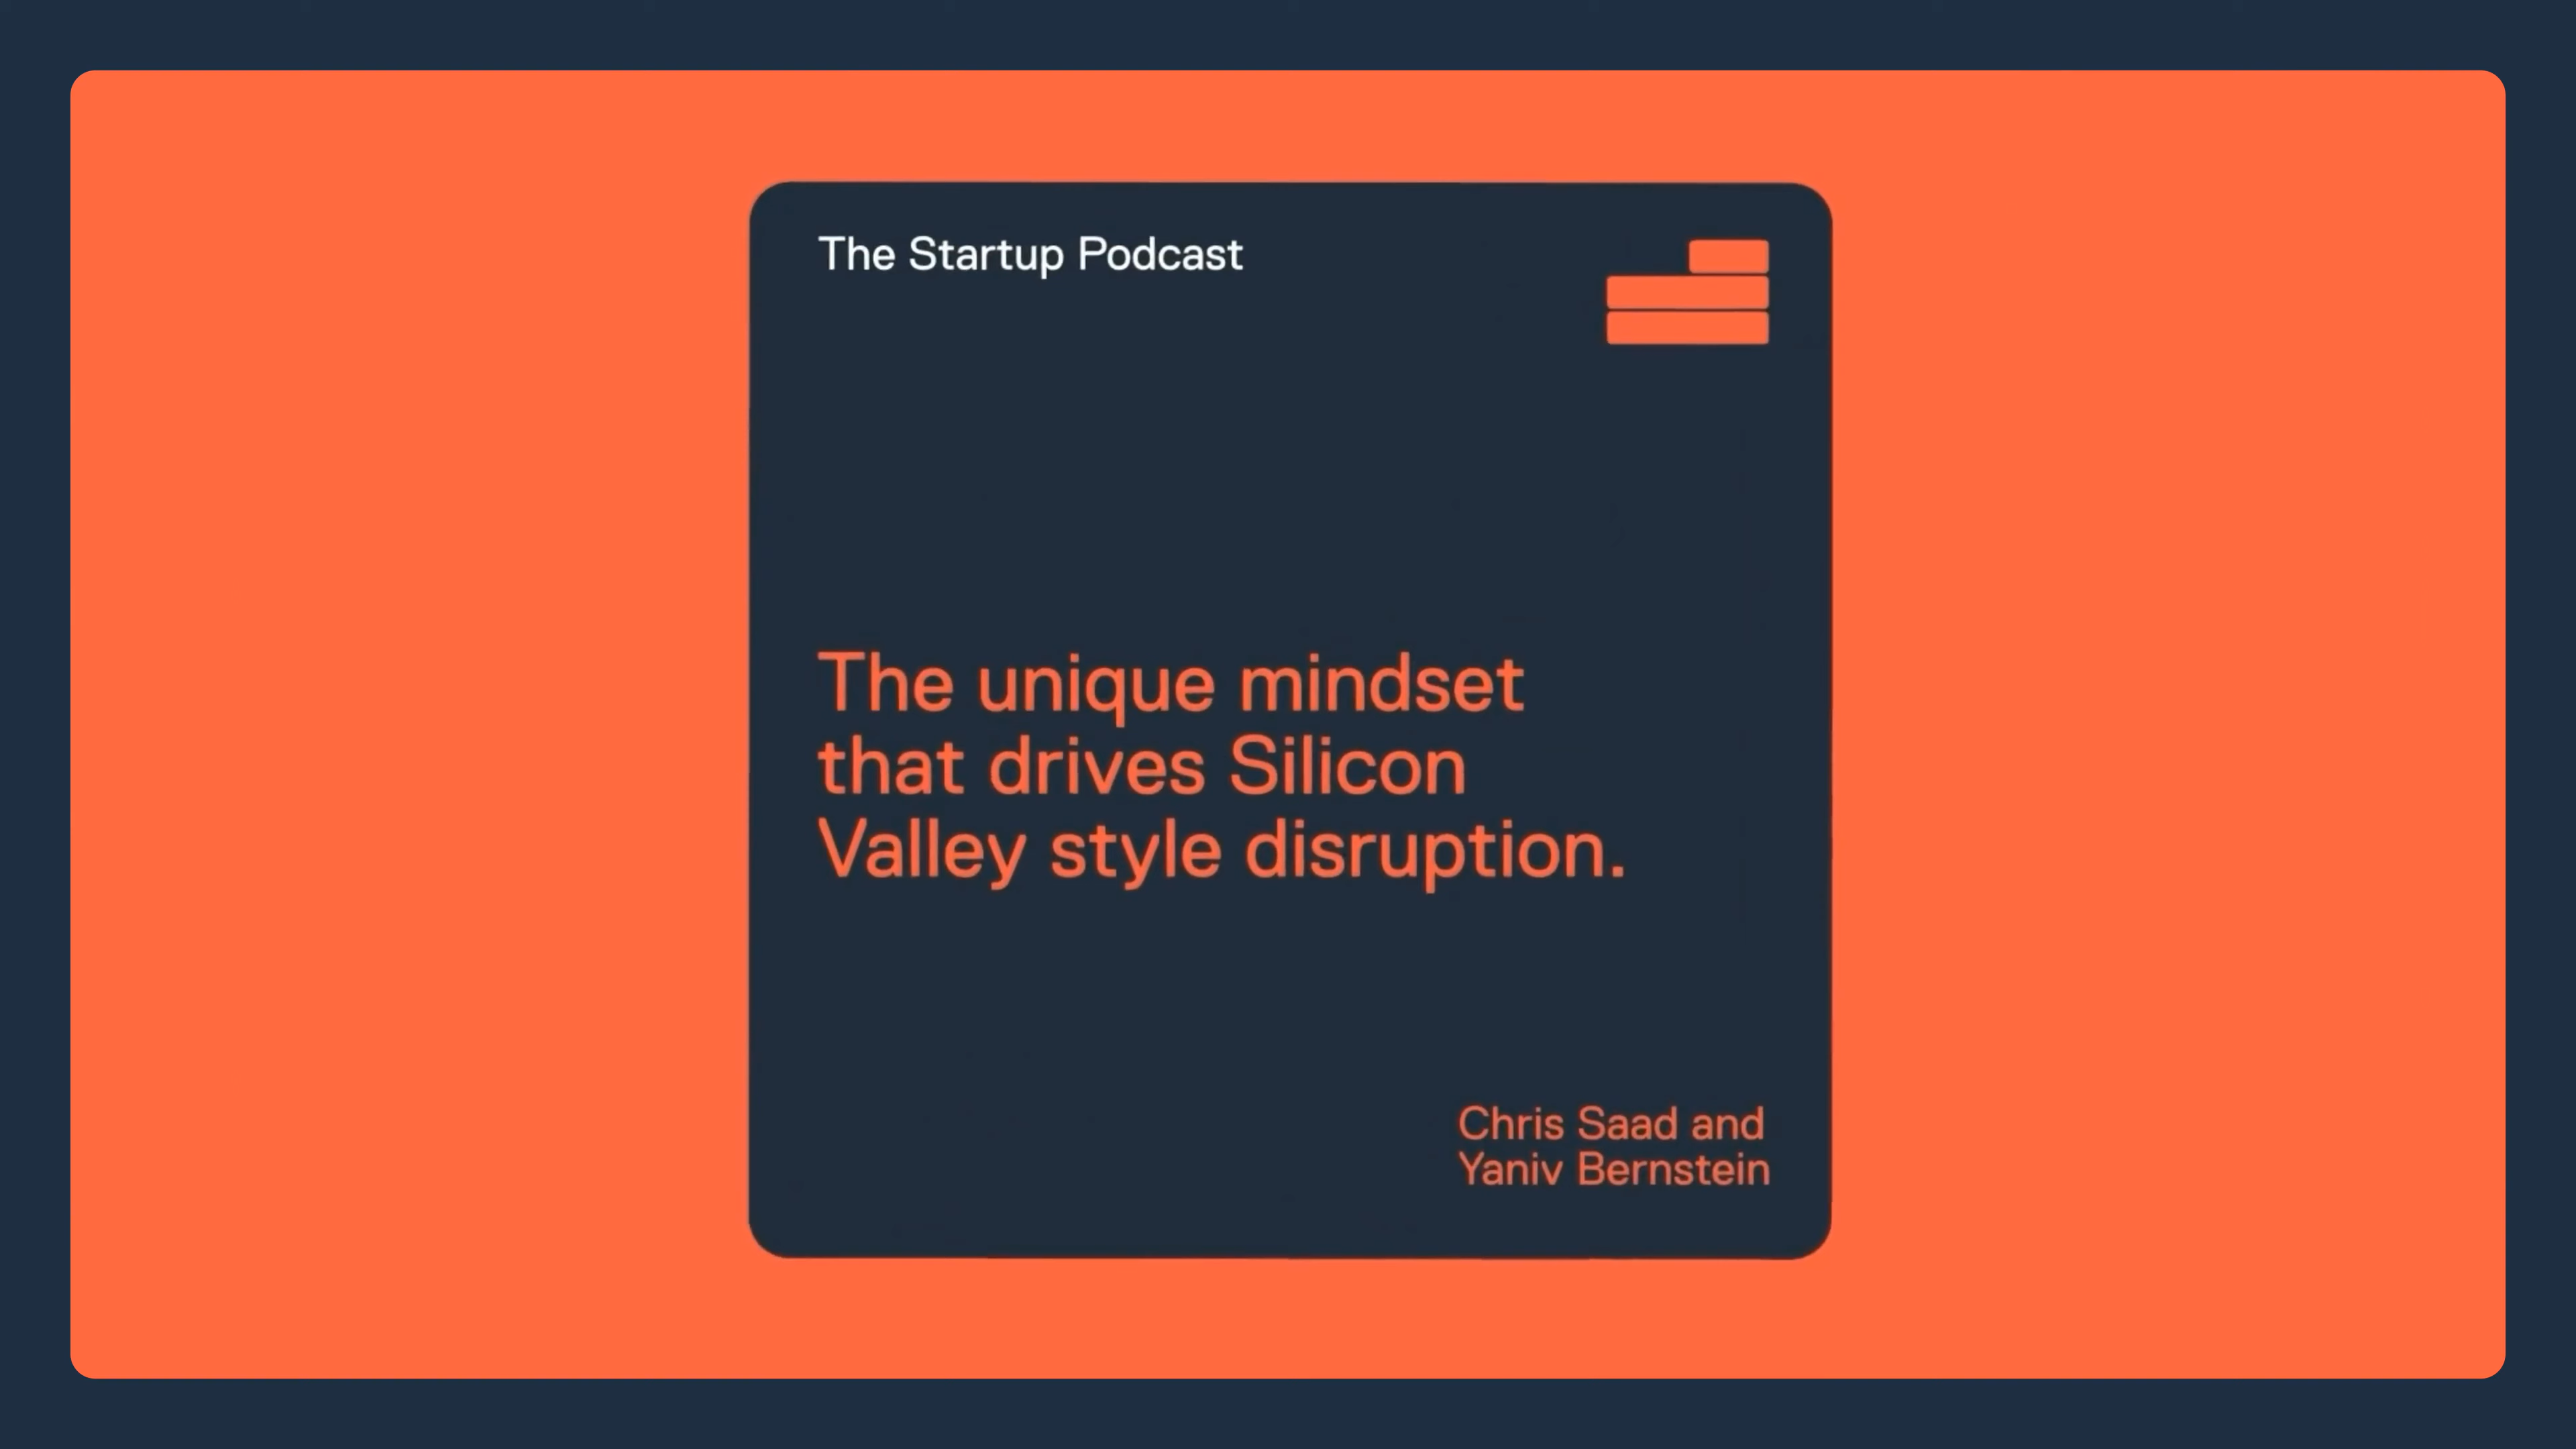 The Startup Podcast
The unique mindset
that drives Silicon
Valley style disruption.
Chris Saad and
Yaniv Bernstein